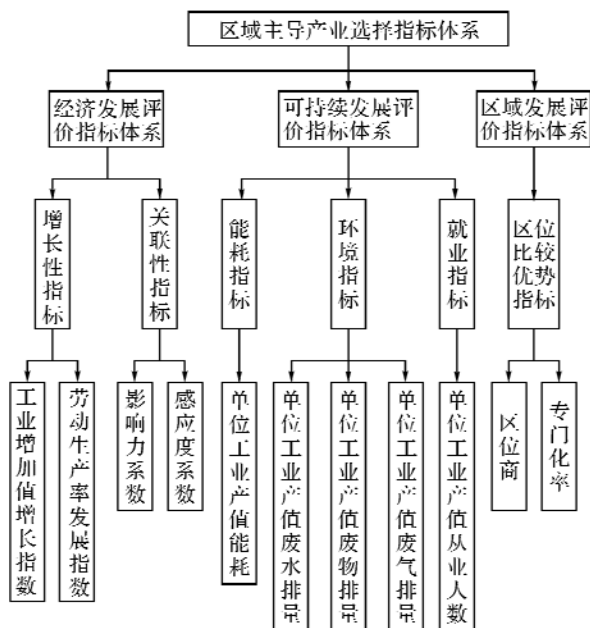 区域主导产业选择指标体系
经济发展评
价指标体系
可持续发展评
价指标体系
区域发展评
价指标体系
增长性指标
关联性指标
能耗指标
环境指标
就业指标
区位
比较
优势
指标
工业增加值增长指数
劳动生产率发展指数
影响力系数
感应度系数
单位工业产值能耗
单位工业产值废水排量
单位工业产值废物排量
单位工业产值废气排量
单位工业产值从业人数
区位商
专门化率